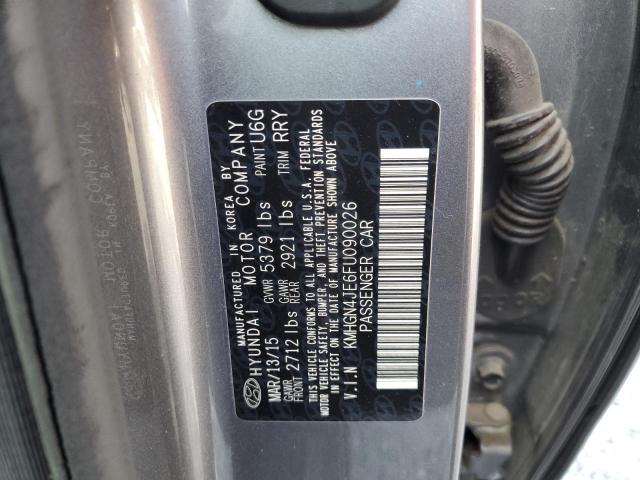 MANUFACTURED IN KOREA BY
HYUNDAI MOTOR COMPANY
MAR/13/15 GVWR 5379 lbs PAINT U6G
GAWR FRONT 2712 lbs GAWR REAR 2921 lbs TRIM RRY
THIS VEHICLE CONFORMS TO ALL APPLICABLE U.S.A. FEDERAL
MOTOR VEHICLE SAFETY, BUMPER, AND THEFT PREVENTION STANDARDS
IN EFFECT ON THE DATE OF MANUFACTURE SHOWN ABOVE
V.I.N KMHGN4JE6FU090026
PASSENGER CAR